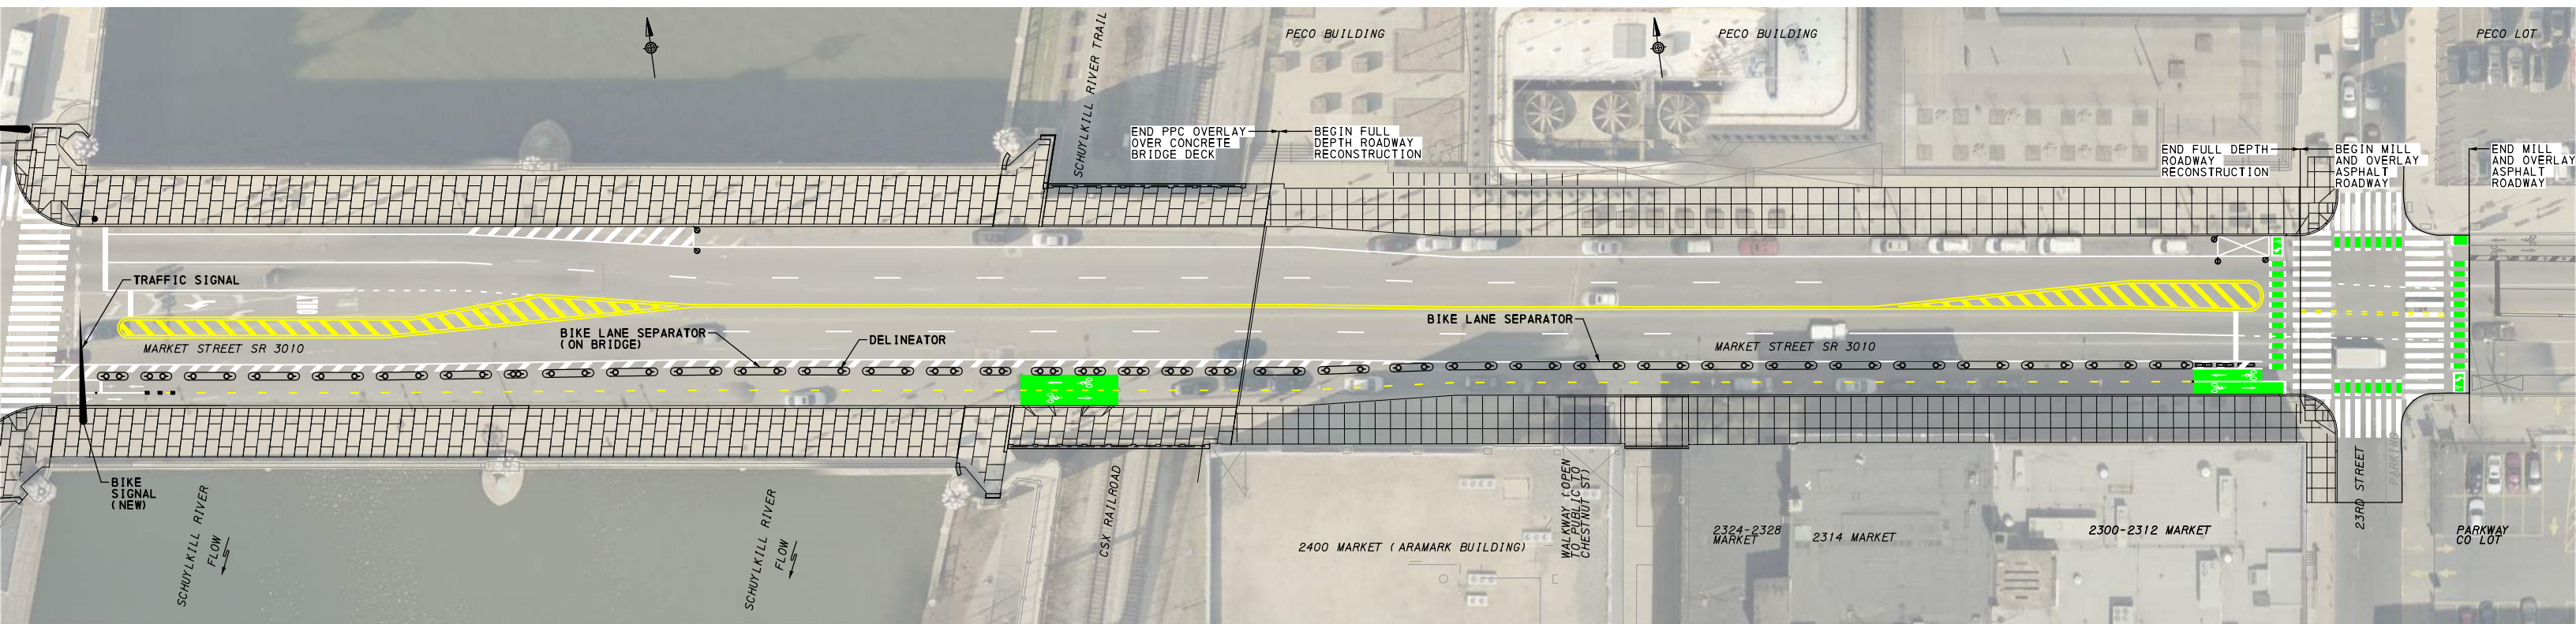 SCHUYLKILL RIVER TRAIL
PECO BUILDING
PECO BUILDING
PECO LOT
END PPC OVERLAY
OVER CONCRETE
BRIDGE DECK
BEGIN FULL
DEPTH ROADWAY
RECONSTRUCTION
END FULL DEPTH
ROADWAY
RECONSTRUCTION
BEGIN MILL
AND OVERLAY
ASPHALT
ROADWAY
END MILL
AND OVERLAY
ASPHALT
ROADWAY
TRAFFIC SIGNAL
ONLY
BIKE LANE SEPARATOR
(ON BRIDGE)
DELINEATOR
BIKE LANE SEPARATOR
MARKET STREET SR 3010
MARKET STREET SR 3010
BIKE
SIGNAL
(NEW)
SCHUYLKILL RIVER
FLOW
SCHUYLKILL RIVER
FLOW
CSX RAILROAD
2400 MARKET (ARAMARK BUILDING)
WALKWAY (OPEN
TO PUBLIC TO
CHESTNUT ST)
2324-2328
MARKET
2314 MARKET
2300-2312 MARKET
23RD STREET
PARKING
PARKWAY
CO LOT